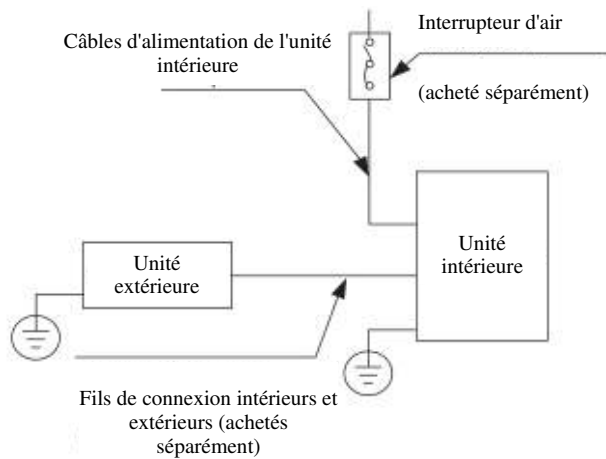 Câbles d'alimentation de l'unité
intérieure
Interrupteur d'air
(acheté séparément)
Unité
extérieure
Unité
intérieure
Fils de connexion intérieurs et
extérieurs (achetés
séparément)